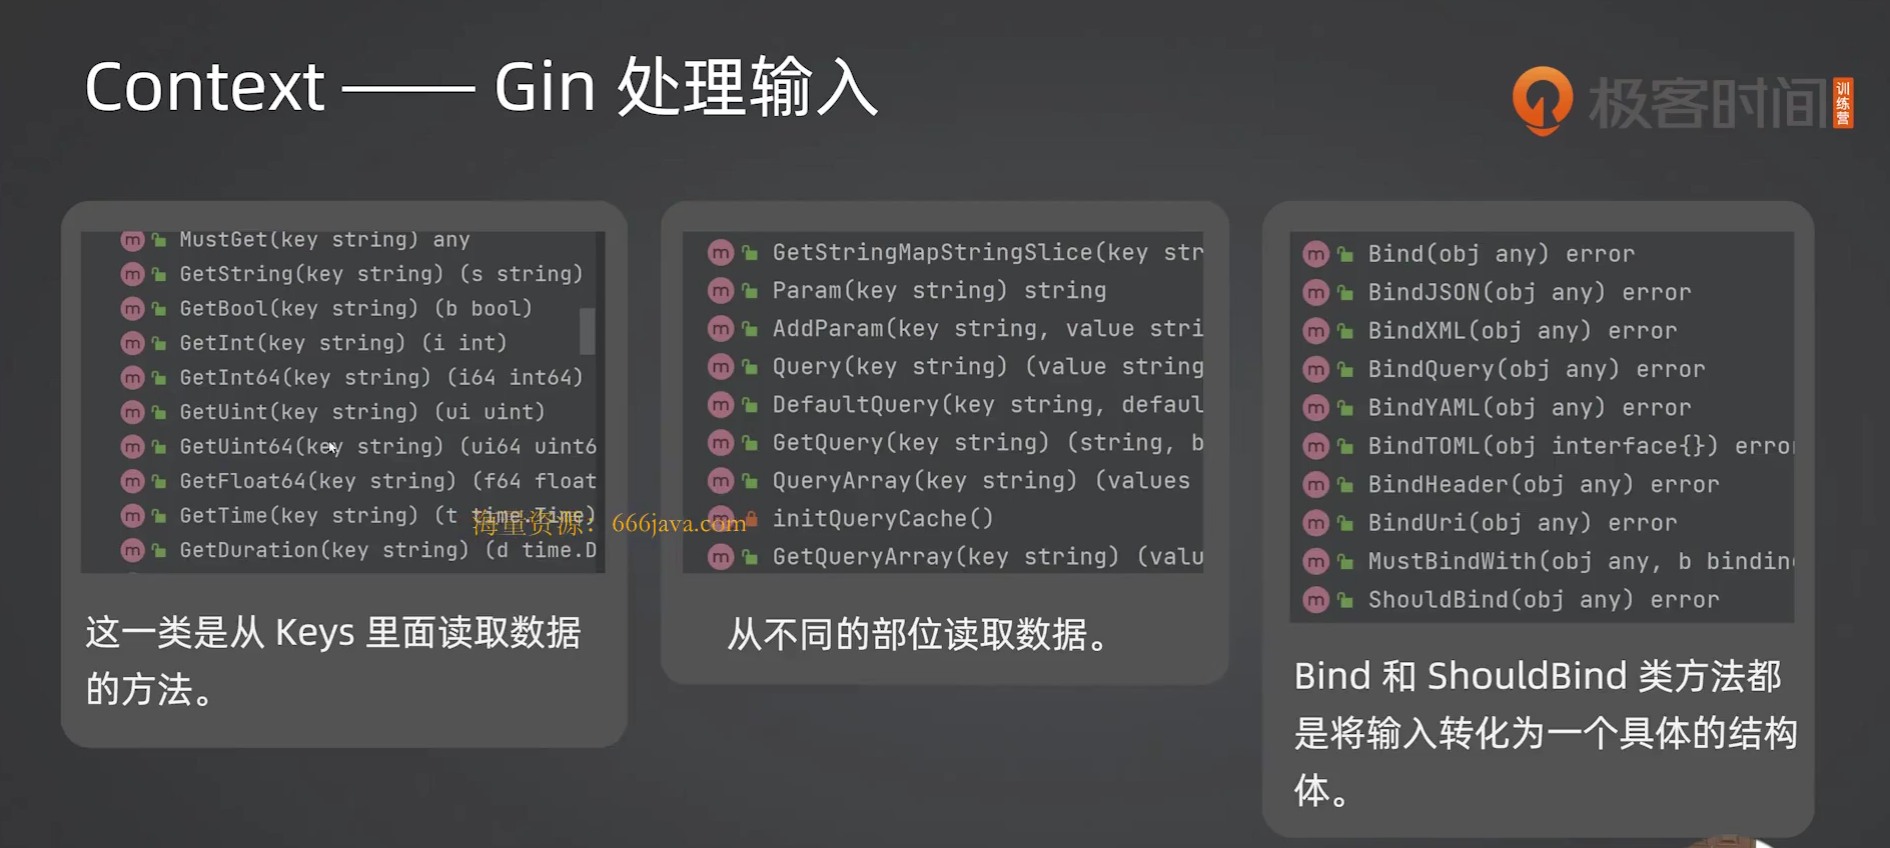 Context —— Gin 处理输入
极客时间
训练营
MustGet(key string) any
GetString(key string) (s string)
GetBool(key string) (b bool)
GetInt(key string) (i int)
GetInt64(key string) (i64 int64)
GetUint(key string) (ui uint)
GetUint64(key string) (ui64 uint6
GetFloat64(key string) (f64 float
GetTime(key string) (t time.Time)
GetDuration(key string) (d time.D
这一类是从 Keys 里面读取数据
的方法。
海量资源：666java.com
GetStringMapStringSlice(key str
Param(key string) string
AddParam(key string, value stri
Query(key string) (value string
DefaultQuery(key string, defaul
GetQuery(key string) (string, b
QueryArray(key string) (values
initQueryCache()
GetQueryArray(key string) (valu
从不同的部位读取数据。
Bind(obj any) error
BindJSON(obj any) error
BindXML(obj any) error
BindQuery(obj any) error
BindYAML(obj any) error
BindTOML(obj interface{}) error
BindHeader(obj any) error
BindUri(obj any) error
MustBindWith(obj any, b bindin
ShouldBind(obj any) error
Bind 和 ShouldBind 类方法都
是将输入转化为一个具体的结构
体。